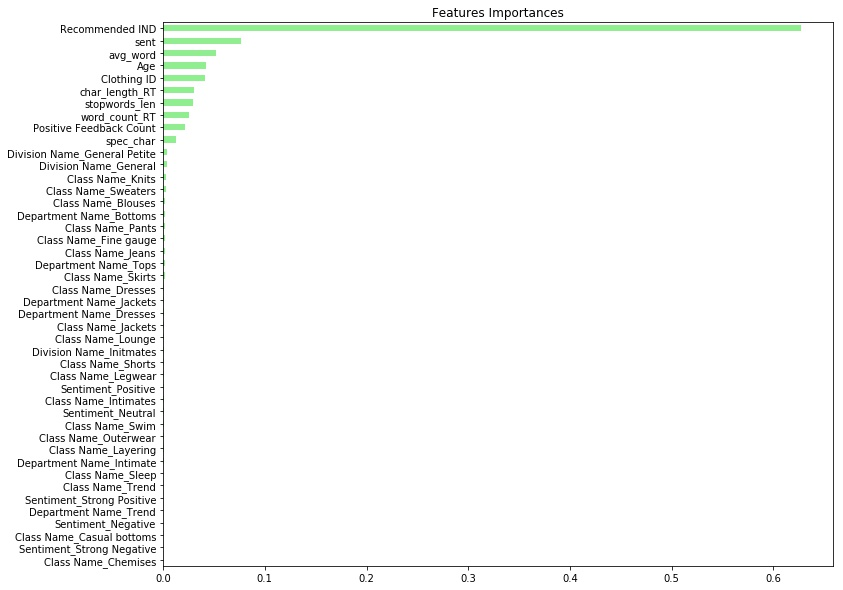 Features Importances
Recommended IND
sent
avg_word
Age
Clothing ID
char_length_RT
stopwords_len
word_count_RT
Positive Feedback Count
spec_char
Division Name_General Petite
Division Name_General
Class Name_Knits
Class Name_Sweaters
Class Name_Blouses
Department Name_Bottoms
Class Name_Pants
Class Name_Fine gauge
Class Name_Jeans
Department Name_Tops
Class Name_Skirts
Class Name_Dresses
Department Name_Jackets
Department Name_Dresses
Class Name_Jackets
Class Name_Lounge
Division Name_Initmates
Class Name_Shorts
Class Name_Legwear
Sentiment_Positive
Class Name_Intimates
Sentiment_Neutral
Class Name_Swim
Class Name_Outerwear
Class Name_Layering
Department Name_Intimate
Class Name_Sleep
Class Name_Trend
Sentiment_Strong Positive
Department Name_Trend
Sentiment_Negative
Class Name_Casual bottoms
Sentiment_Strong Negative
Class Name_Chemises
0.0 0.1 0.2 0.3 0.4 0.5 0.6